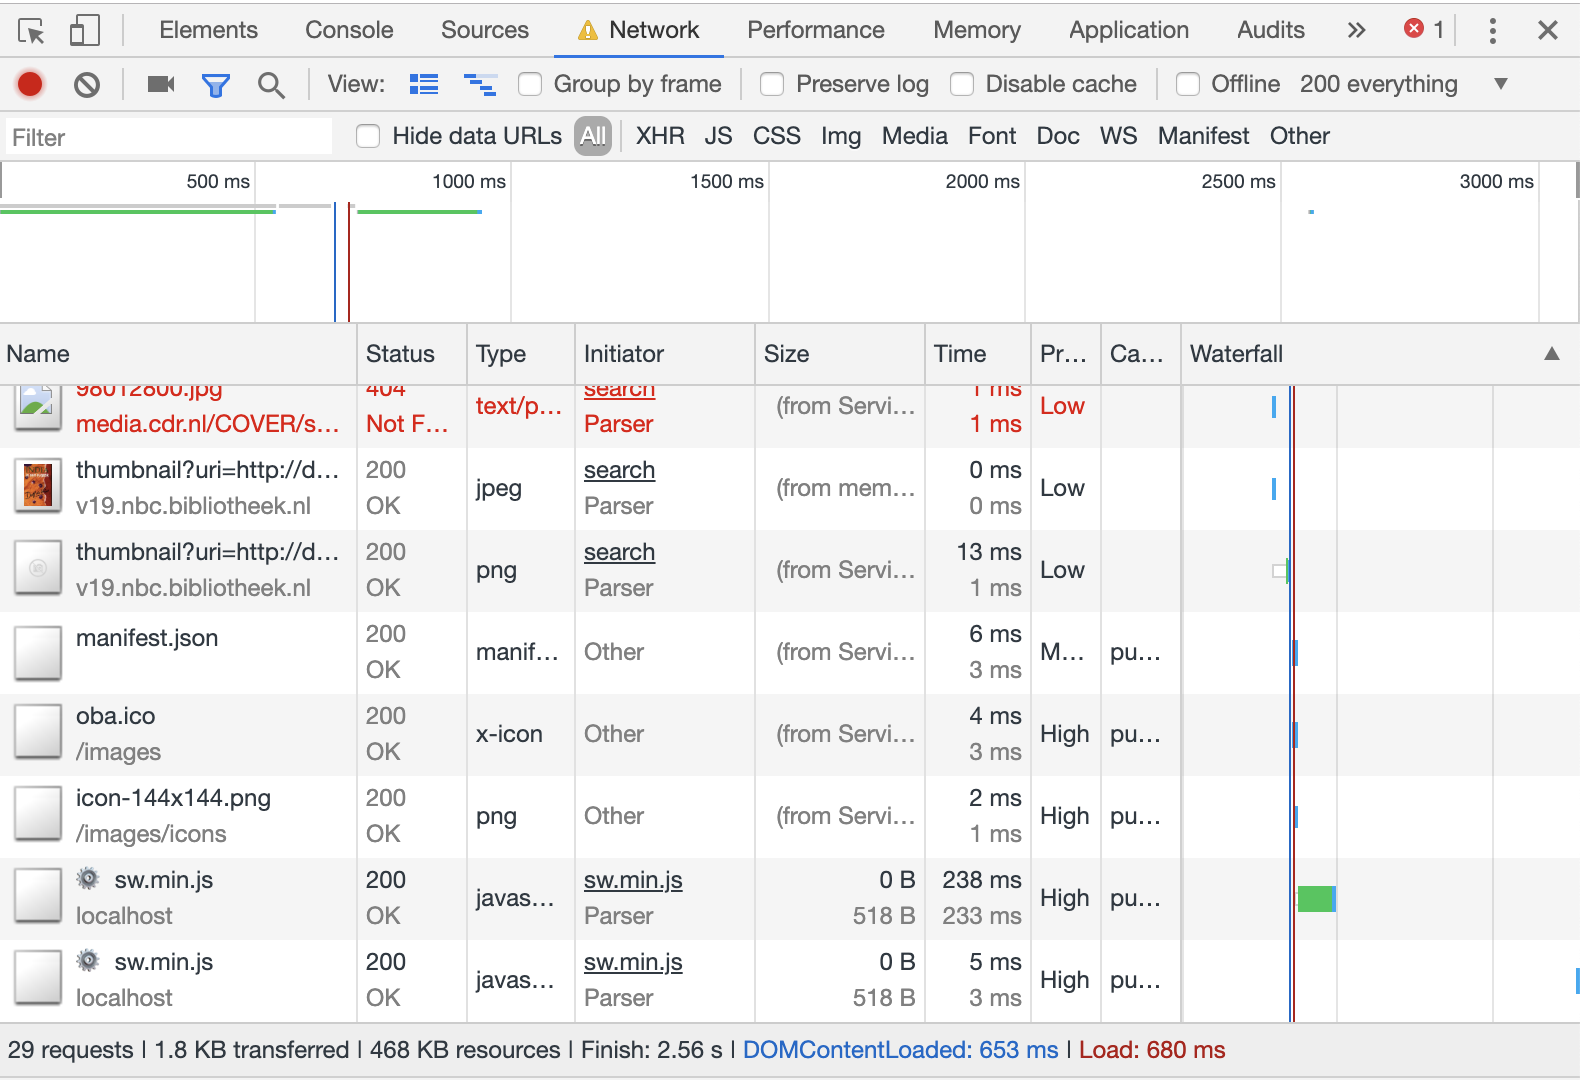 Elements Console Sources Network Performance Memory Application Audits » 1
View: Group by frame Preserve log Disable cache Offline 200 everything
Filter Hide data URLs All XHR JS CSS Img Media Font Doc WS Manifest Other
500 ms 1000 ms 1500 ms 2000 ms 2500 ms 3000 ms
Name Status Type Initiator Size Time Pr... Ca... Waterfall
98012800.jpg 404 search 1 ms
text/p... (from Servi... Low
media.cdr.nl/COVER/s... Not F... Parser 1 ms
thumbnail?uri=http://d... 200 search 0 ms
jpeg (from mem... Low
v19.nbc.bibliotheek.nl OK Parser 0 ms
thumbnail?uri=http://d... 200 search 13 ms
png (from Servi... Low
v19.nbc.bibliotheek.nl OK Parser 1 ms
manifest.json 200 6 ms
manif... Other (from Servi... M... pu...
OK 3 ms
oba.ico 200 4 ms
x-icon Other (from Servi... High pu...
/images OK 3 ms
icon-144x144.png 200 2 ms
png Other (from Servi... High pu...
/images/icons OK 1 ms
sw.min.js 200 sw.min.js 0 B 238 ms
javas... High pu...
localhost OK Parser 518 B 233 ms
sw.min.js 200 sw.min.js 0 B 5 ms
javas... High pu...
localhost OK Parser 518 B 3 ms
29 requests | 1.8 KB transferred | 468 KB resources | Finish: 2.56 s | DOMContentLoaded: 653 ms | Load: 680 ms